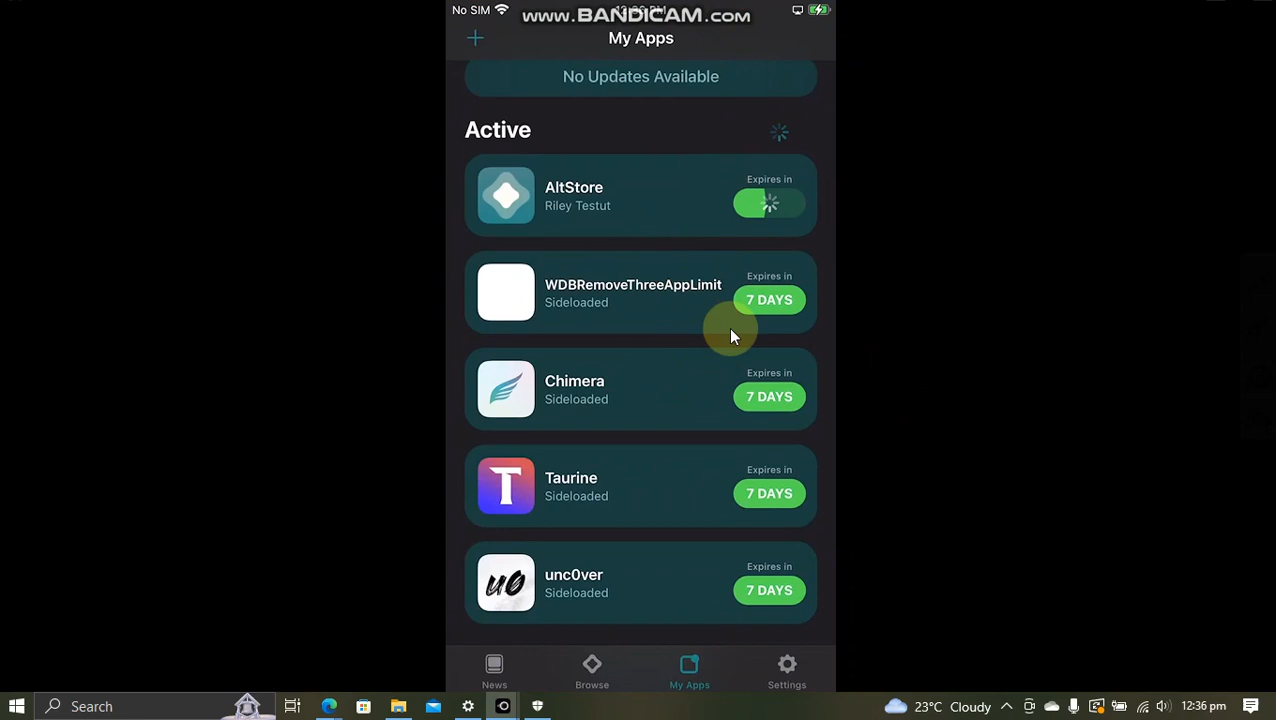 No SIM
www.BANDICAM.com
My Apps
No Updates Available
Active
AltStore
Riley Testut
Expires in
WDBRemoveThreeAppLimit
Sideloaded
Expires in
7 DAYS
Chimera
Sideloaded
Expires in
7 DAYS
Taurine
Sideloaded
Expires in
7 DAYS
u0
unc0ver
Sideloaded
Expires in
7 DAYS
News
Browse
My Apps
Settings
Search
23°C Cloudy
12:36 pm